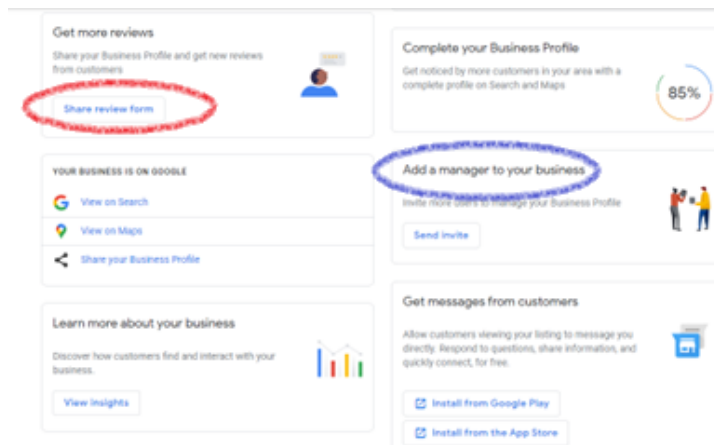 Get more reviews
Share your Business Profile and get new reviews
from customers
Share review form
YOUR BUSINESS IS ON GOOGLE
View on Search
View on Maps
Share your Business Profile
Learn more about your business
Discover how customers find and interact with your
business.
View insights
Complete your Business Profile
Get noticed by more customers in your area with a
complete profile on Search and Maps
85%
Add a manager to your business
Invite more users to manage your Business Profile
Send invite
Get messages from customers
Allow customers viewing your listing to message you
directly. Respond to questions, share information, and
quickly connect, for free.
Install from Google Play
Install from the App Store